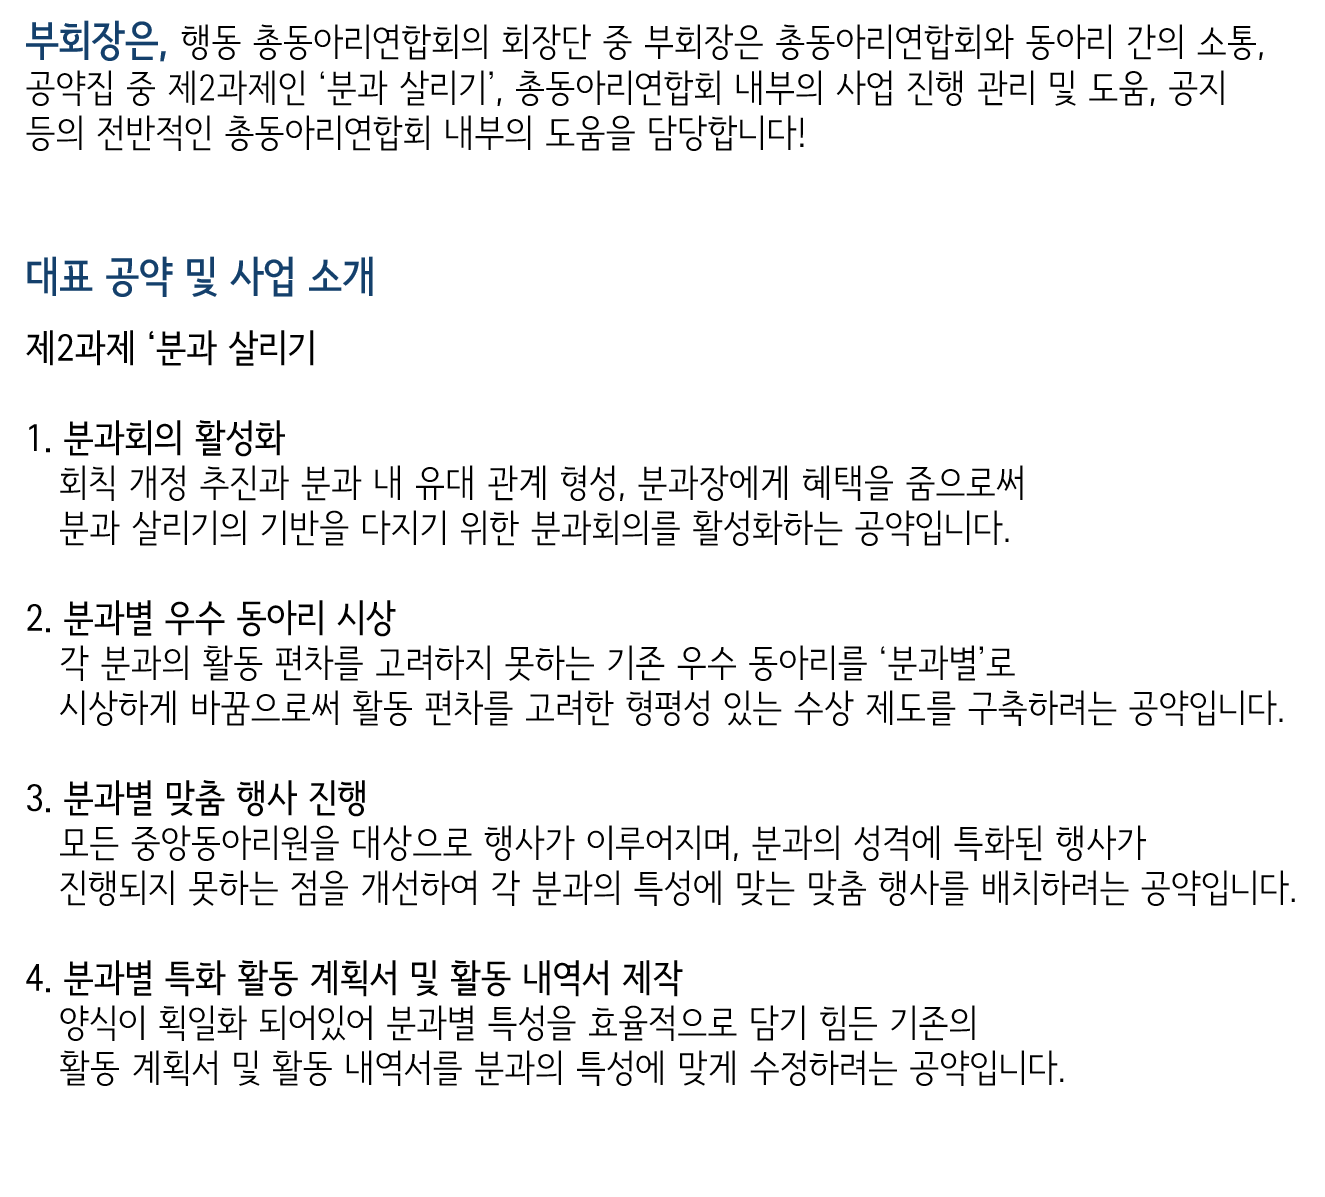 부회장은, 행동 총동아리연합회의 회장단 중 부회장은 총동아리연합회와 동아리 간의 소통,
공약집 중 제2과제인 ‘분과 살리기’, 총동아리연합회 내부의 사업 진행 관리 및 도움, 공지
등의 전반적인 총동아리연합회 내부의 도움을 담당합니다!
대표 공약 및 사업 소개
제2과제 ‘분과 살리기
1. 분과회의 활성화
회칙 개정 추진과 분과 내 유대 관계 형성, 분과장에게 혜택을 줌으로써
분과 살리기의 기반을 다지기 위한 분과회의를 활성화하는 공약입니다.
2. 분과별 우수 동아리 시상
각 분과의 활동 편차를 고려하지 못하는 기존 우수 동아리를 ‘분과별’로
시상하게 바꿈으로써 활동 편차를 고려한 형평성 있는 수상 제도를 구축하려는 공약입니다.
3. 분과별 맞춤 행사 진행
모든 중앙동아리원을 대상으로 행사가 이루어지며, 분과의 성격에 특화된 행사가
진행되지 못하는 점을 개선하여 각 분과의 특성에 맞는 맞춤 행사를 배치하려는 공약입니다.
4. 분과별 특화 활동 계획서 및 활동 내역서 제작
양식이 획일화 되어있어 분과별 특성을 효율적으로 담기 힘든 기존의
활동 계획서 및 활동 내역서를 분과의 특성에 맞게 수정하려는 공약입니다.